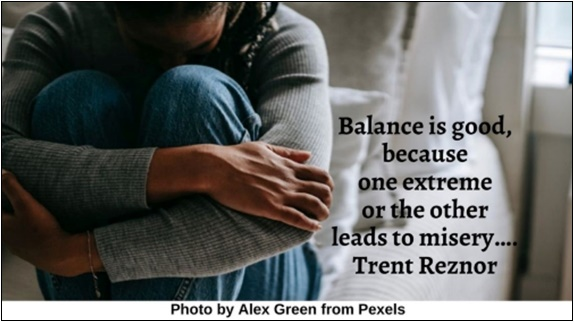 Balance is good,
because
one extreme
or the other
leads to misery....
Trent Reznor
Photo by Alex Green from Pexels